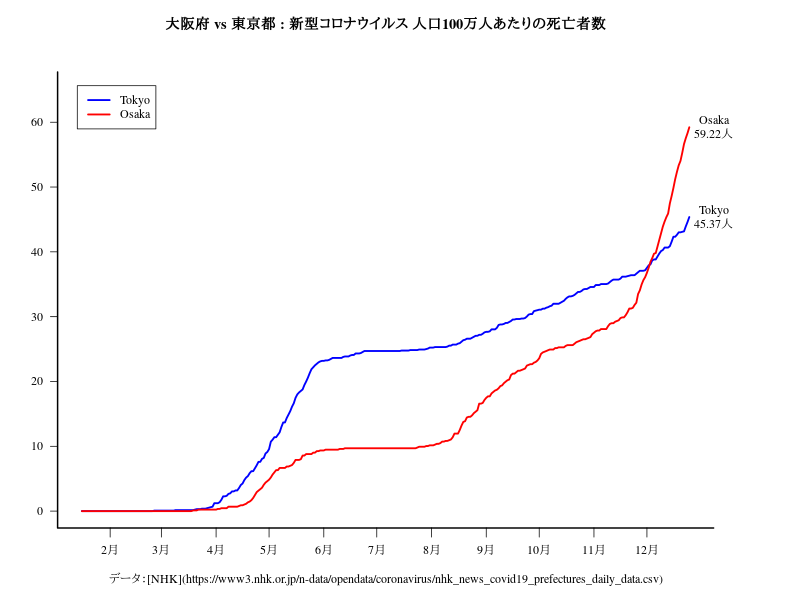 大阪府 vs 東京都 : 新型コロナウイルス 人口100万人あたりの死亡者数
Tokyo
Osaka
Osaka
59.22人
Tokyo
45.37人
60
50
40
30
20
10
0
2月 3月 4月 5月 6月 7月 8月 9月 10月 11月 12月
データ：[NHK](https://www3.nhk.or.jp/n-data/opendata/coronavirus/nhk_news_covid19_prefectures_daily_data.csv)